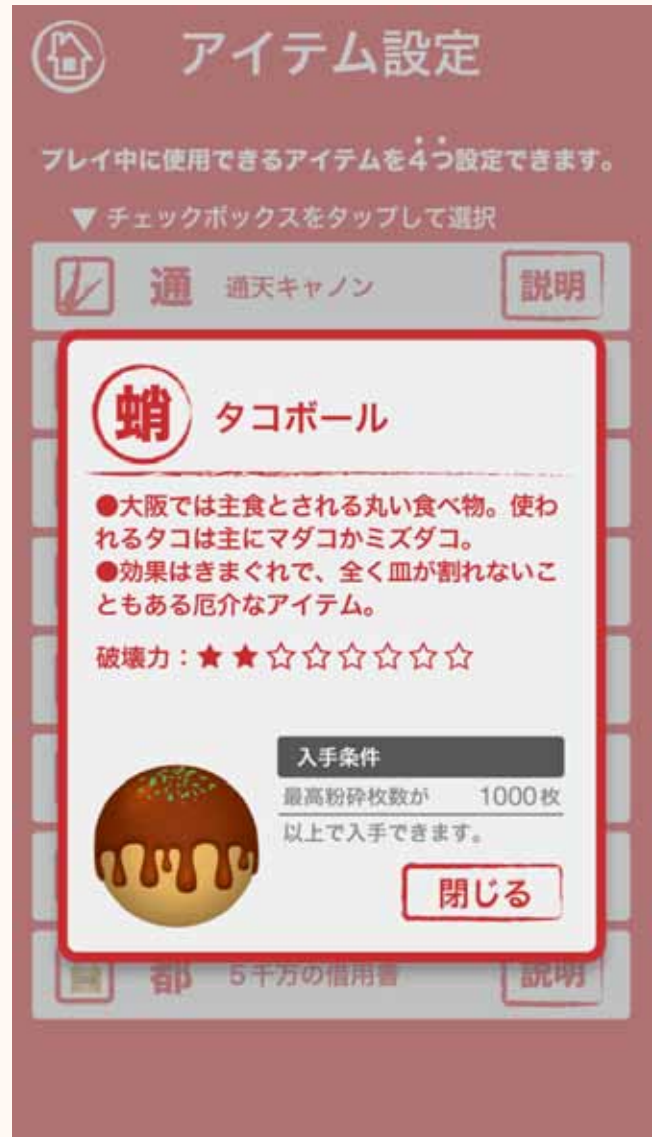 アイテム設定
プレイ中に使用できるアイテムを4つ設定できます。
▼ チェックボックスをタップして選択
通 通天キャノン 説明
蛸 タコボール
●大阪では主食とされる丸い食べ物。使わ
れるタコは主にマダコかミズダコ。
●効果はきまぐれで、全く皿が割れないこ
ともある厄介なアイテム。
破壊力：★★☆☆☆☆☆☆
入手条件
最高粉砕枚数が 1000枚
以上で入手できます。
閉じる
都 5千万の借用書 説明